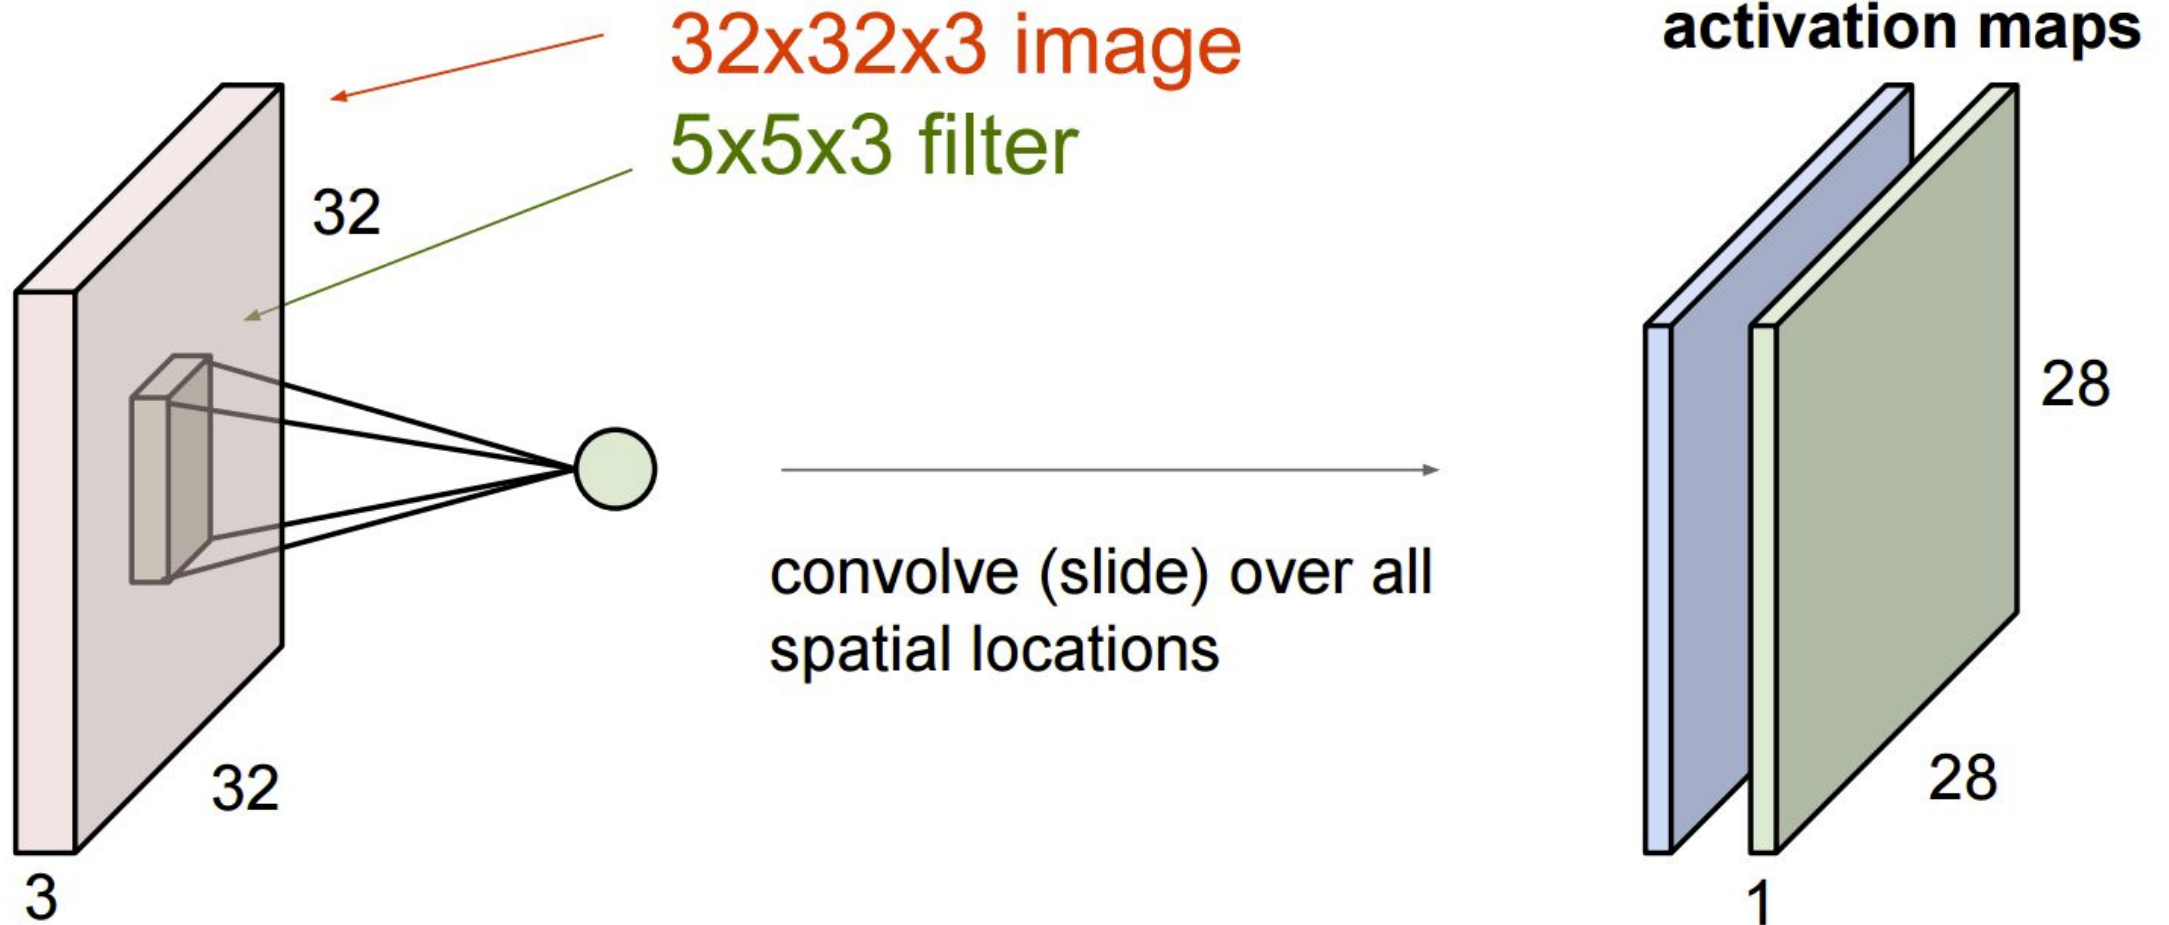 32x32x3 image
5x5x3 filter
32
32
3
convolve (slide) over all
spatial locations
activation maps
28
28
1